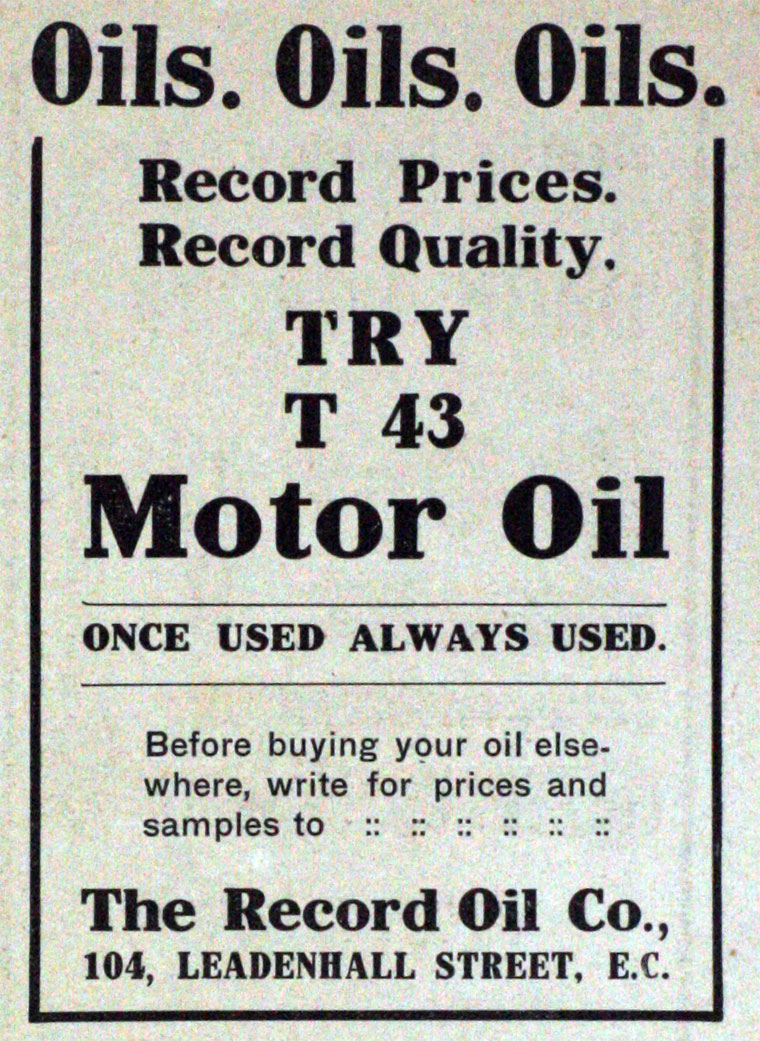 Oils. Oils. Oils.
Record Prices.
Record Quality.
TRY
T 43
Motor Oil
ONCE USED ALWAYS USED.
Before buying your oil else-
where, write for prices and
samples to :: :: :: :: :: ::
The Record Oil Co.,
104, LEADENHALL STREET, E.C.